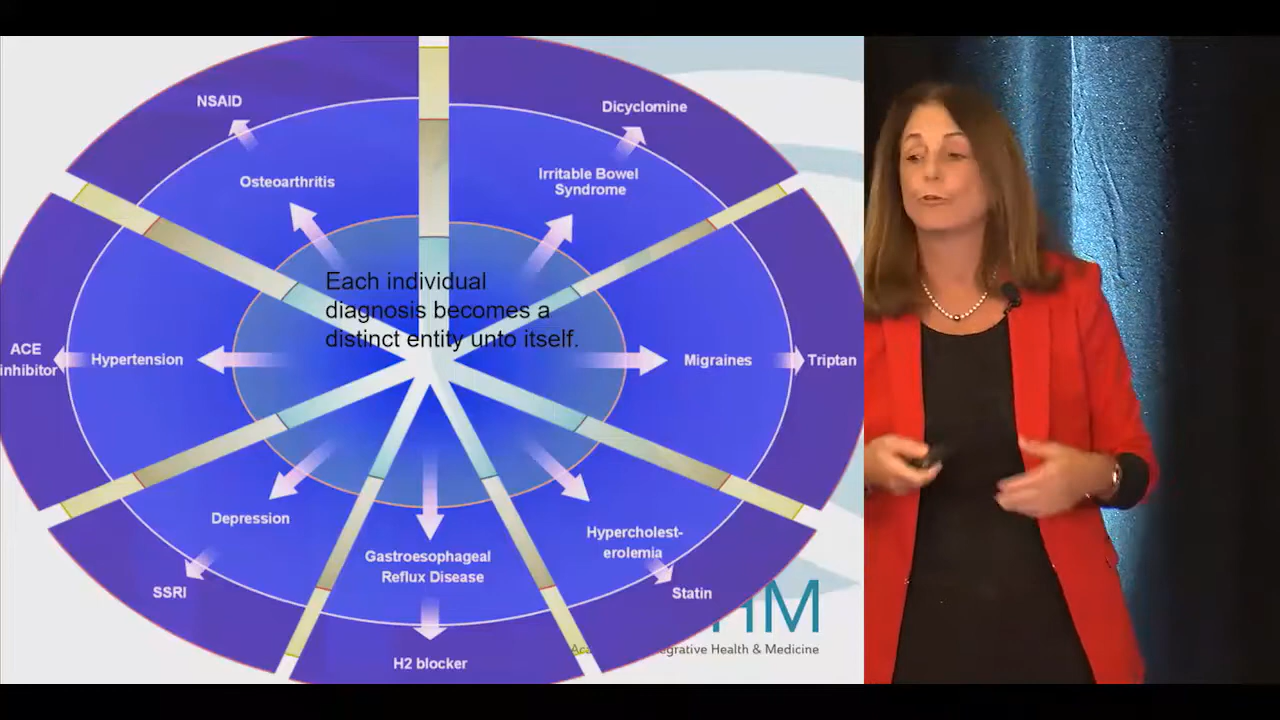 NSAID
Dicyclomine
Osteoarthritis
Irritable Bowel
Syndrome
Each individual
diagnosis becomes a
distinct entity unto itself.
ACE
inhibitor
Hypertension
Migraines
Triptan
Depression
Hypercholest-
erolemia
Gastroesophageal
Reflux Disease
SSRI
Statin
H2 blocker
HM
Health & Medicine